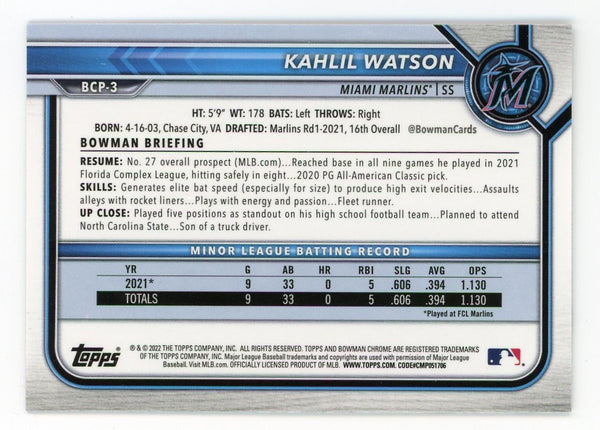 KAHLIL WATSON
BCP-3
MIAMI MARLINS® | SS
M
HT: 5'9" WT: 178 BATS: Left THROWS: Right
BORN: 4-16-03, Chase City, VA DRAFTED: Marlins Rd1-2021, 16th Overall @BowmanCards
BOWMAN BRIEFING
RESUME: No. 27 overall prospect (MLB.com)...Reached base in all nine games he played in 2021
Florida Complex League, hitting safely in eight...2020 PG All-American Classic pick.
SKILLS: Generates elite bat speed (especially for size) to produce high exit velocities...Assaults
alleys with rocket liners...Plays with energy and passion...Fleet runner.
UP CLOSE: Played five positions as standout on his high school football team...Planned to attend
North Carolina State...Son of a truck driver.
MINOR LEAGUE BATTING RECORD
YR G AB HR RBI SLG AVG OPS
2021* 9 33 0 5 .606 .394 1.130
TOTALS 9 33 0 5 .606 .394 1.130
*Played at FCL Marlins
Topps
® & © 2022 THE TOPPS COMPANY, INC. ALL RIGHTS RESERVED. TOPPS AND BOWMAN CHROME ARE REGISTERED TRADEMARKS
OF THE TOPPS COMPANY, INC. Major League Baseball trademarks and copyrights are used with permission of Major League
Baseball. Visit MLB.com. OFFICIALLY LICENSED PRODUCT OF MLB. WWW.TOPPS.COM. CODE#CMP051706